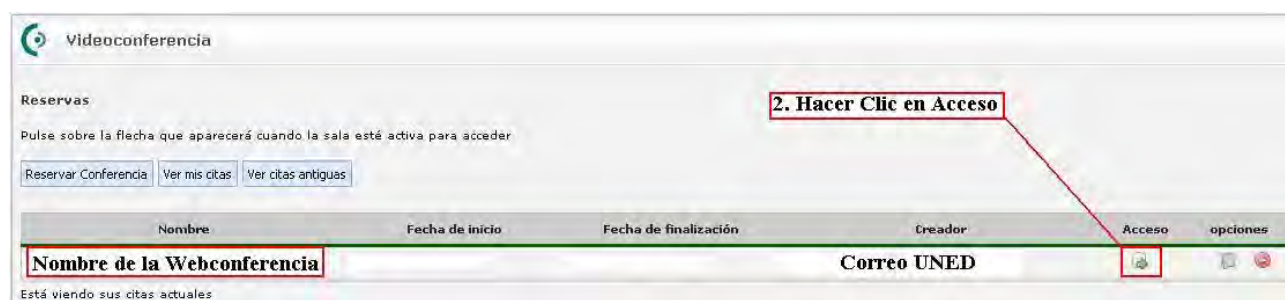 Videoconferencia
Reservas
2. Hacer Clic en Acceso
Pulse sobre la flecha que aparecerá cuando la sala esté activa para acceder
Reservar Conferencia Ver mis citas Ver citas antiguas
Nombre Fecha de inicio Fecha de finalización Creador Acceso opciones
Nombre de la Webconferencia Correo UNED
Está viendo sus citas actuales